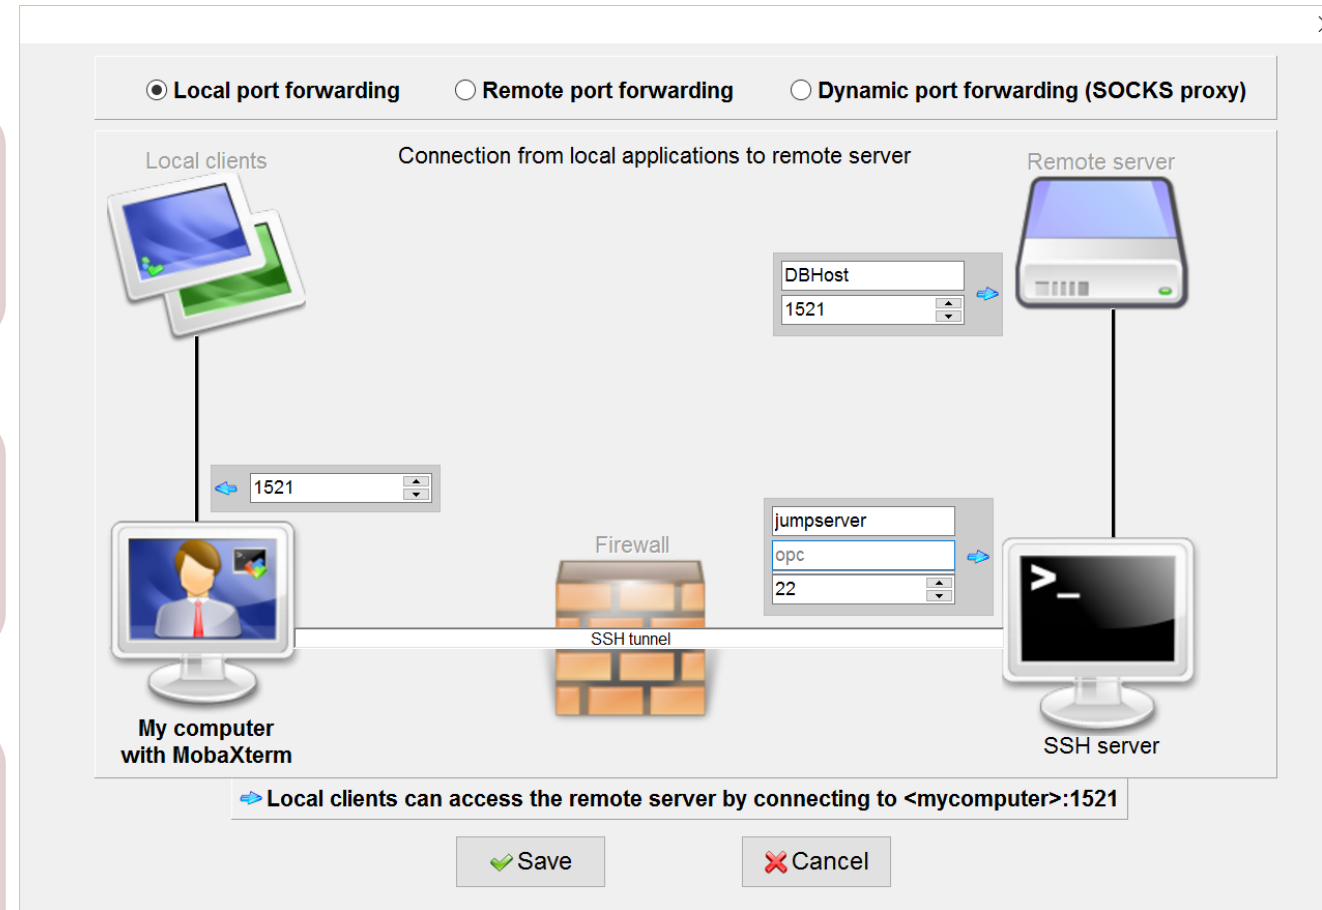 Local port forwarding
Remote port forwarding
Dynamic port forwarding (SOCKS proxy)
Connection from local applications to remote server
Local clients
Remote server
DBHost
1521
1521
jumpserver
opc
22
Firewall
SSH tunnel
My computer
with MobaXterm
SSH server
Local clients can access the remote server by connecting to <mycomputer>:1521
Save
Cancel